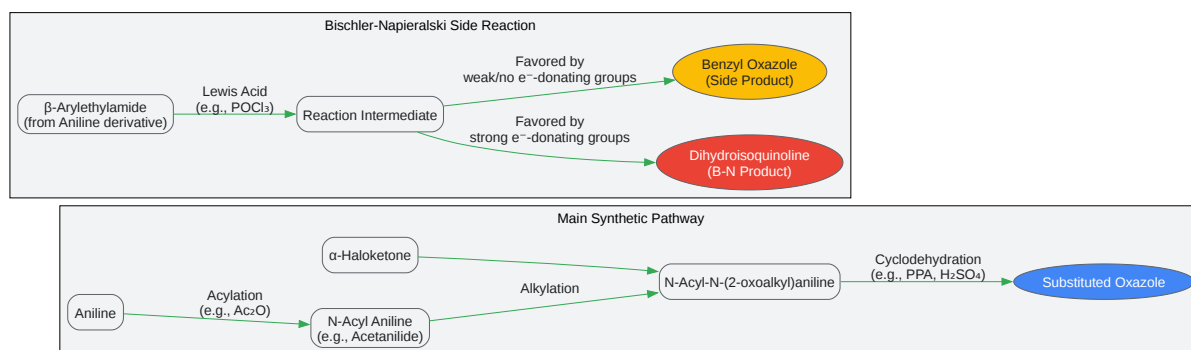 Bischler-Napieralski Side Reaction
β-Arylethylamide
(from Aniline derivative)
Lewis Acid
(e.g., POCl₃)
Reaction Intermediate
Favored by
weak/no e⁻-donating groups
Benzyl Oxazole
(Side Product)
Favored by
strong e⁻-donating groups
Dihydroisoquinoline
(B-N Product)
Main Synthetic Pathway
α-Haloketone
Aniline
Acylation
(e.g., Ac₂O)
N-Acyl Aniline
(e.g., Acetanilide)
Alkylation
N-Acyl-N-(2-oxoalkyl)aniline
Cyclodehydration
(e.g., PPA, H₂SO₄)
Substituted Oxazole